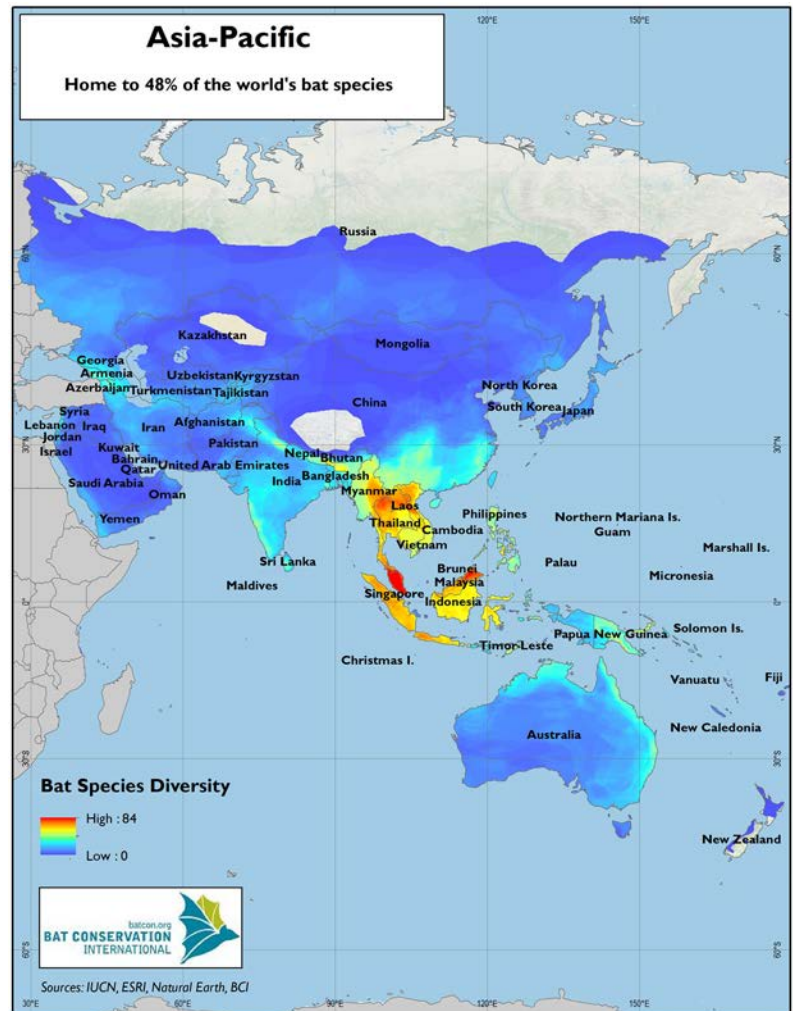 Asia-Pacific
Home to 48% of the world's bat species
120°E
150°E
Russia
60°N
60°N
Kazakhstan
Mongolia
Georgia
Armenia
Uzbekistan Kyrgyzstan
Azerbaijan Turkmenistan Tajikistan
North Korea
China
South Korea Japan
Syria
Afghanistan
Lebanon Iraq Iran
Jordan
Pakistan
30°N
30°N
Israel
Kuwait
Nepal Bhutan
Bahrain
Qatar United Arab Emirates
Bangladesh
Saudi Arabia
India
Myanmar
Oman
Laos
Yemen
Thailand
Philippines
Northern Mariana Is.
Cambodia
Guam
Vietnam
Marshall Is.
Sri Lanka
Palau
Brunei
Micronesia
Maldives
Malaysia
Singapore
0°
Indonesia
0°
Solomon Is.
Papua New Guinea
Timor-Leste
Christmas I.
Vanuatu
Fiji
New Caledonia
Australia
30°S
30°S
Bat Species Diversity
High : 84
Low : 0
New Zealand
batcon.org
BAT CONSERVATION
INTERNATIONAL
60°S
60°S
Sources: IUCN, ESRI, Natural Earth, BCI
30°E
60°E
90°E
120°E
150°E